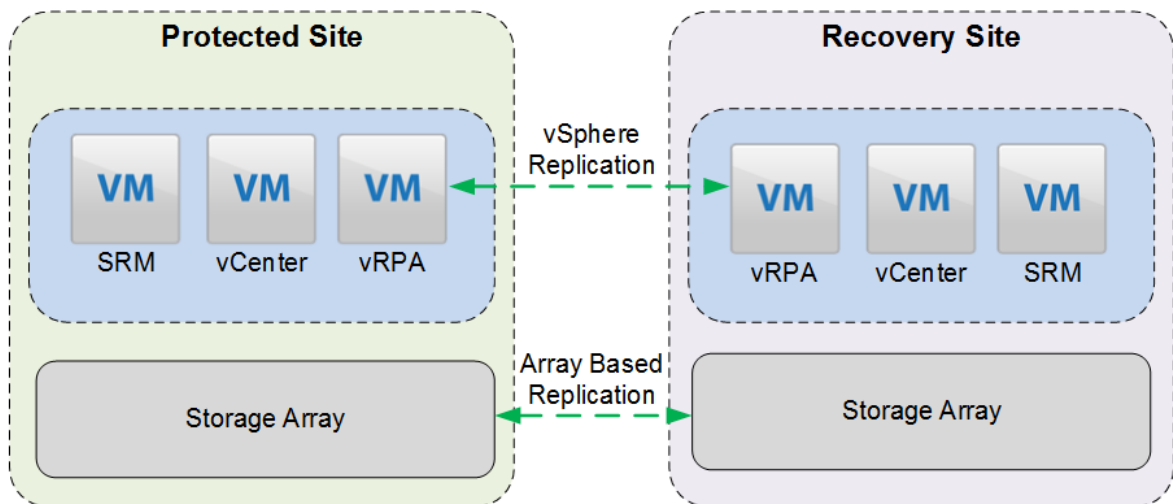 Protected Site
VM
VM
VM
SRM
vCenter
vRPA
Storage Array
vSphere
Replication
Array Based
Replication
Recovery Site
VM
VM
VM
vRPA
vCenter
SRM
Storage Array